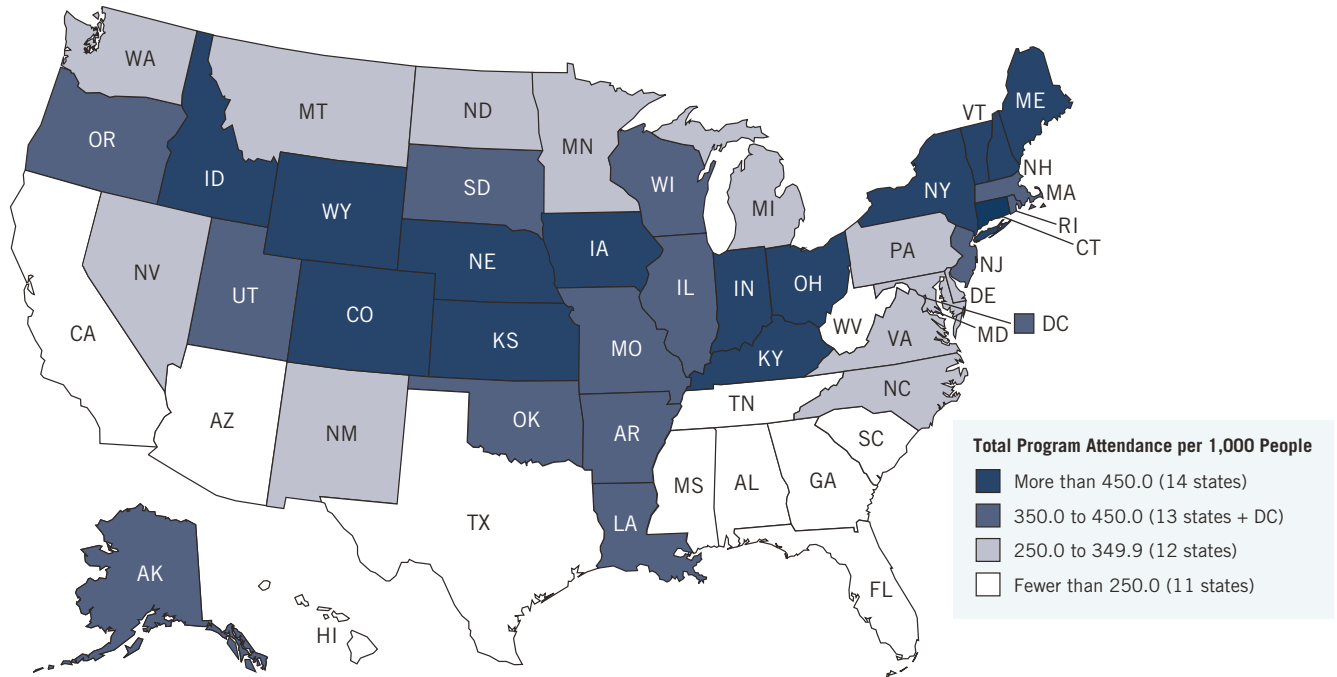 WA
MT
ND
MN
VT
ME
OR
ID
SD
WI
MI
NY
NH
MA
RI
CT
WY
IA
NE
PA
NJ
NV
UT
CO
IL
IN
OH
DE
MD
DC
CA
KS
MO
KY
WV
VA
AZ
NM
OK
AR
TN
NC
SC
MS
AL
GA
TX
LA
FL
AK
HI
Total Program Attendance per 1,000 People
More than 450.0 (14 states)
350.0 to 450.0 (13 states + DC)
250.0 to 349.9 (12 states)
Fewer than 250.0 (11 states)